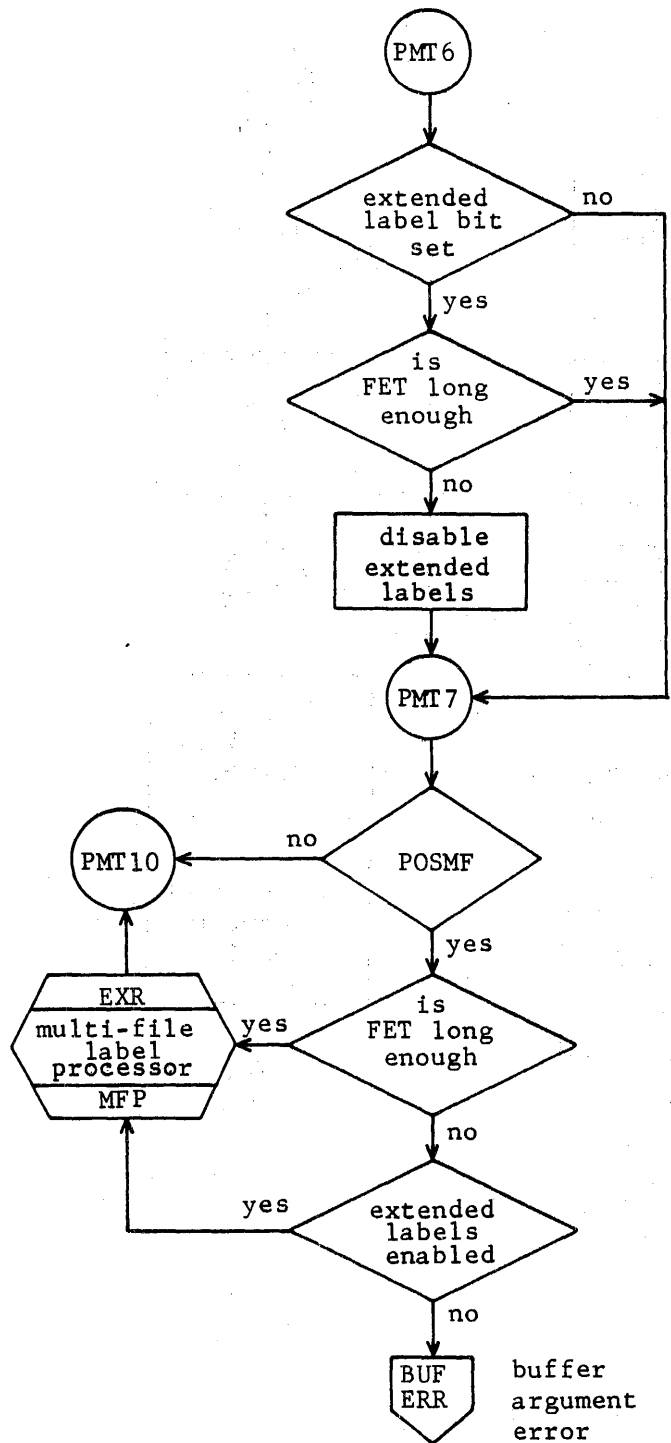 PMT6
extended
label bit
set
no
yes
is
FET long
enough
yes
no
disable
extended
labels
PMT7
PMT10
no
POSMF
yes
EXR
multi-file
label
processor
MFP
yes
is
FET long
enough
no
yes
extended
labels
enabled
no
BUF
ERR
buffer
argument
error